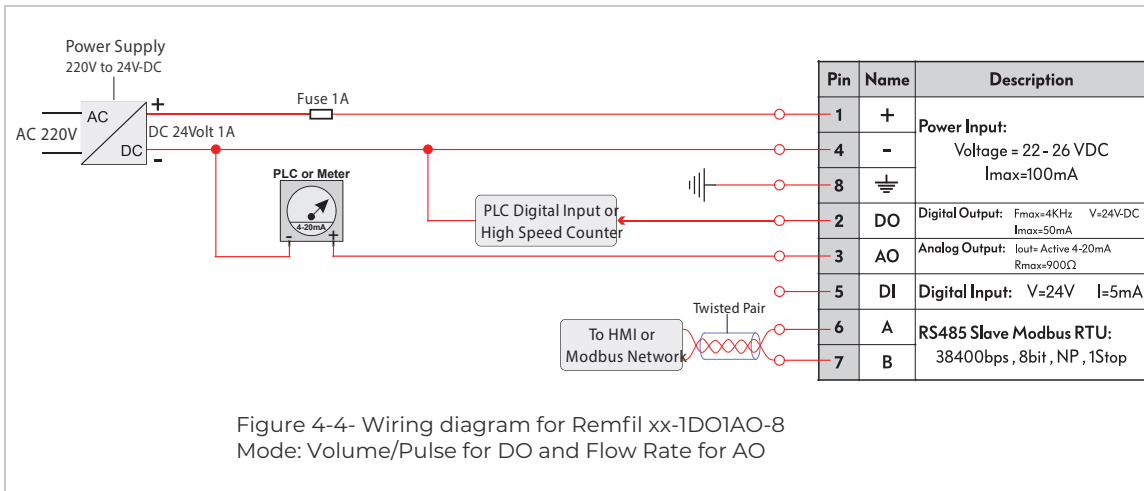 Power Supply
220V to 24V-DC
AC 220V
AC
DC
+
-
DC 24Volt 1A
Fuse 1A
PLC or Meter
4-20mA
- +
PLC Digital Input or
High Speed Counter
To HMI or
Modbus Network
Twisted Pair
Pin Name Description
1 +
4 -
8
Power Input:
Voltage = 22 - 26 VDC
Imax=100mA
2 DO Digital Output: Fmax=4KHz V=24V-DC
Imax=50mA
3 AO Analog Output: Iout= Active 4-20mA
Rmax=900Ω
5 DI Digital Input: V=24V I=5mA
6 A
7 B
RS485 Slave Modbus RTU:
38400bps , 8bit , NP , 1Stop
Figure 4-4- Wiring diagram for Remfil xx-1DO1AO-8
Mode: Volume/Pulse for DO and Flow Rate for AO